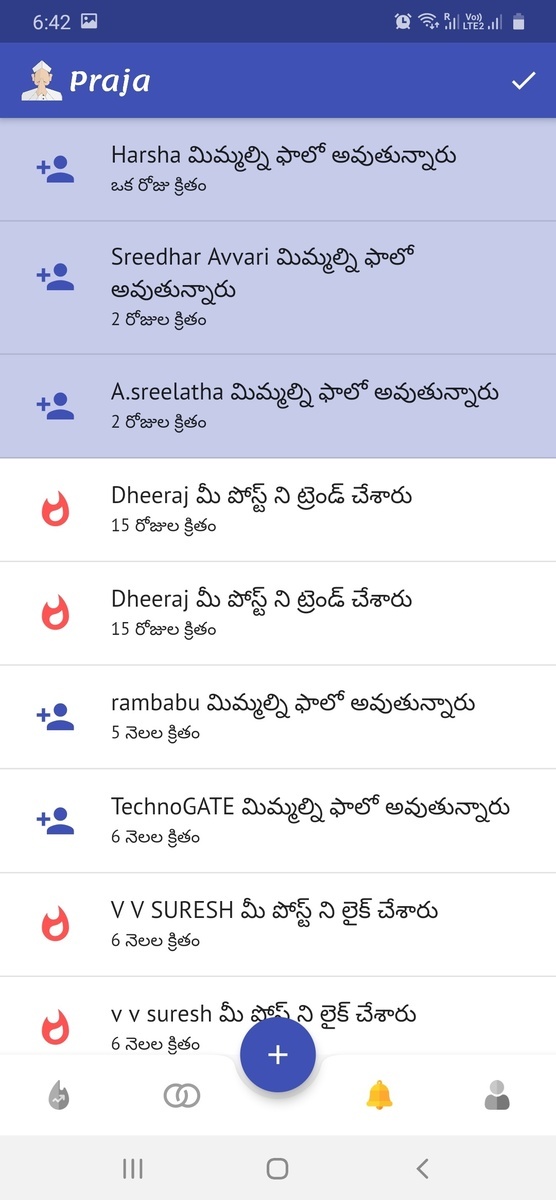 6:42
R
Vo))
LTE2
Praja
Harsha మిమ్మల్ని ఫాలో అవుతున్నారు
ఒక రోజు క్రితం
Sreedhar Avvari మిమ్మల్ని ఫాలో
అవుతున్నారు
2 రోజుల క్రితం
A.sreelatha మిమ్మల్ని ఫాలో అవుతున్నారు
2 రోజుల క్రితం
Dheeraj మీ పోస్ట్ ని ట్రెండ్ చేశారు
15 రోజుల క్రితం
Dheeraj మీ పోస్ట్ ని ట్రెండ్ చేశారు
15 రోజుల క్రితం
rambabu మిమ్మల్ని ఫాలో అవుతున్నారు
5 నెలల క్రితం
TechnoGATE మిమ్మల్ని ఫాలో అవుతున్నారు
6 నెలల క్రితం
V V SURESH మీ పోస్ట్ ని లైక్ చేశారు
6 నెలల క్రితం
v v suresh మీ పోస్ట్ ని లైక్ చేశారు
6 నెలల క్రితం